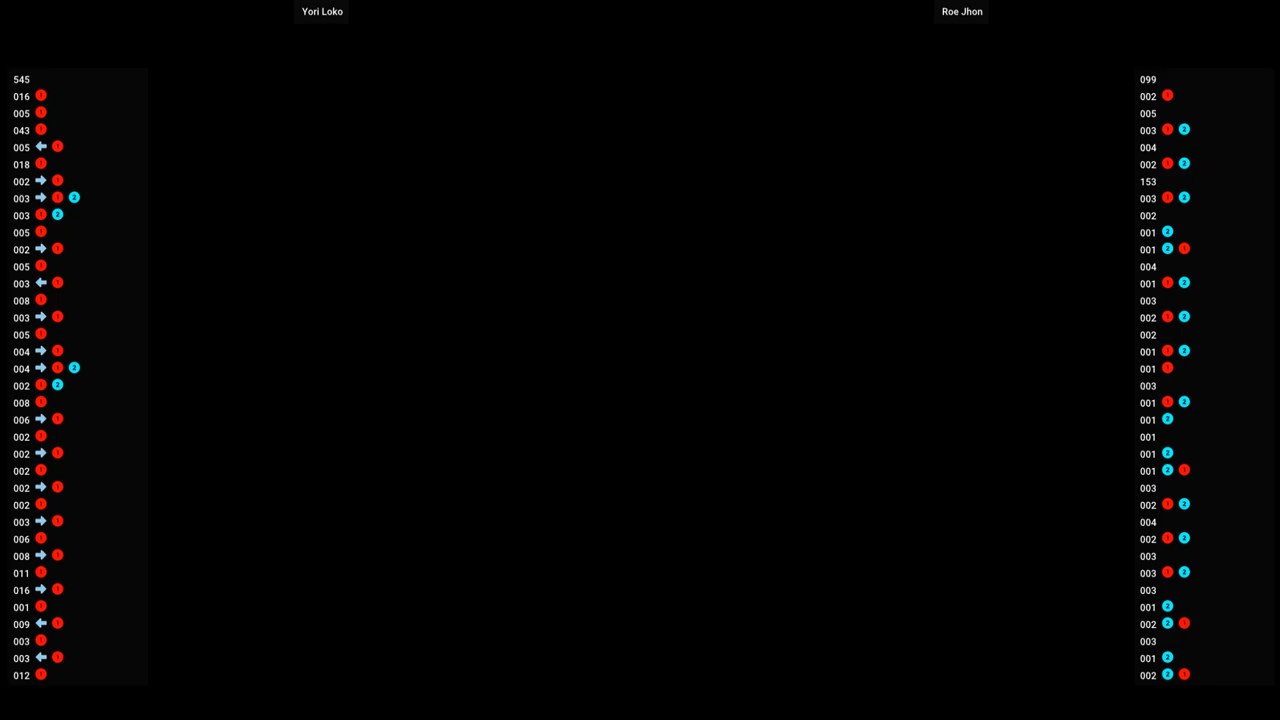 Yori Loko
Roe Jhon
545
016 1
005 1
043 1
005 ← 1
018 1
002 → 1
003 → 1 2
003 1 2
005 1
002 → 1
005 1
003 ← 1
008 1
003 → 1
005 1
004 → 1
004 → 1 2
002 1 2
008 1
006 → 1
002 1
002 → 1
002 1
002 → 1
002 1
003 → 1
006 1
008 → 1
011 1
016 → 1
001 1
009 ← 1
003 1
003 ← 1
012 1
099
002 1
005
003 1 2
004
002 1 2
153
003 1 2
002
001 2
001 2 1
004
001 1 2
003
002 1 2
002
001 1 2
001 1
003
001 1 2
001 2
001
001 2
001 2 1
003
002 1 2
004
002 1 2
003
003 1 2
003
001 2
002 2 1
003
001 2
002 2 1